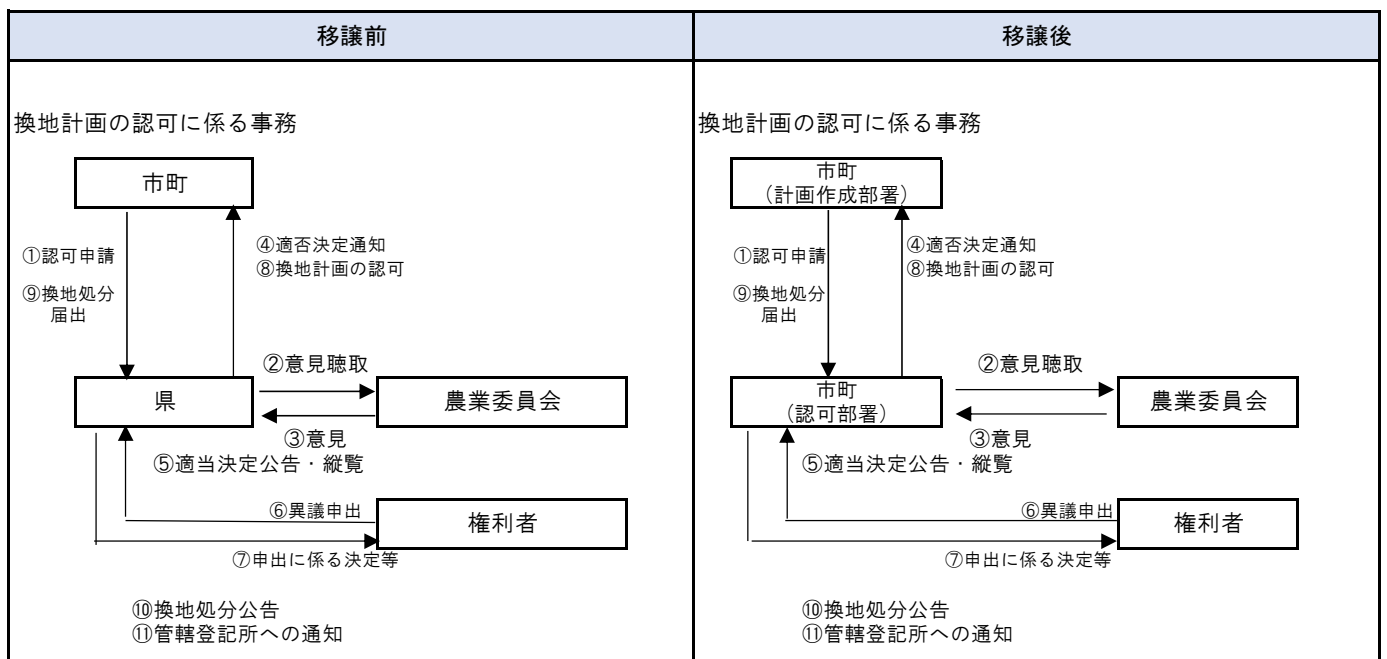 移譲前
移譲後
換地計画の認可に係る事務
市町
①認可申請
⑨換地処分
届出
④適否決定通知
⑧換地計画の認可
②意見聴取
県
農業委員会
③意見
⑤適当決定公告・縦覧
⑥異議申出
権利者
⑦申出に係る決定等
⑩換地処分公告
⑪管轄登記所への通知
換地計画の認可に係る事務
市町
（計画作成部署）
①認可申請
⑨換地処分
届出
④適否決定通知
⑧換地計画の認可
②意見聴取
市町
（認可部署）
農業委員会
③意見
⑤適当決定公告・縦覧
⑥異議申出
権利者
⑦申出に係る決定等
⑩換地処分公告
⑪管轄登記所への通知